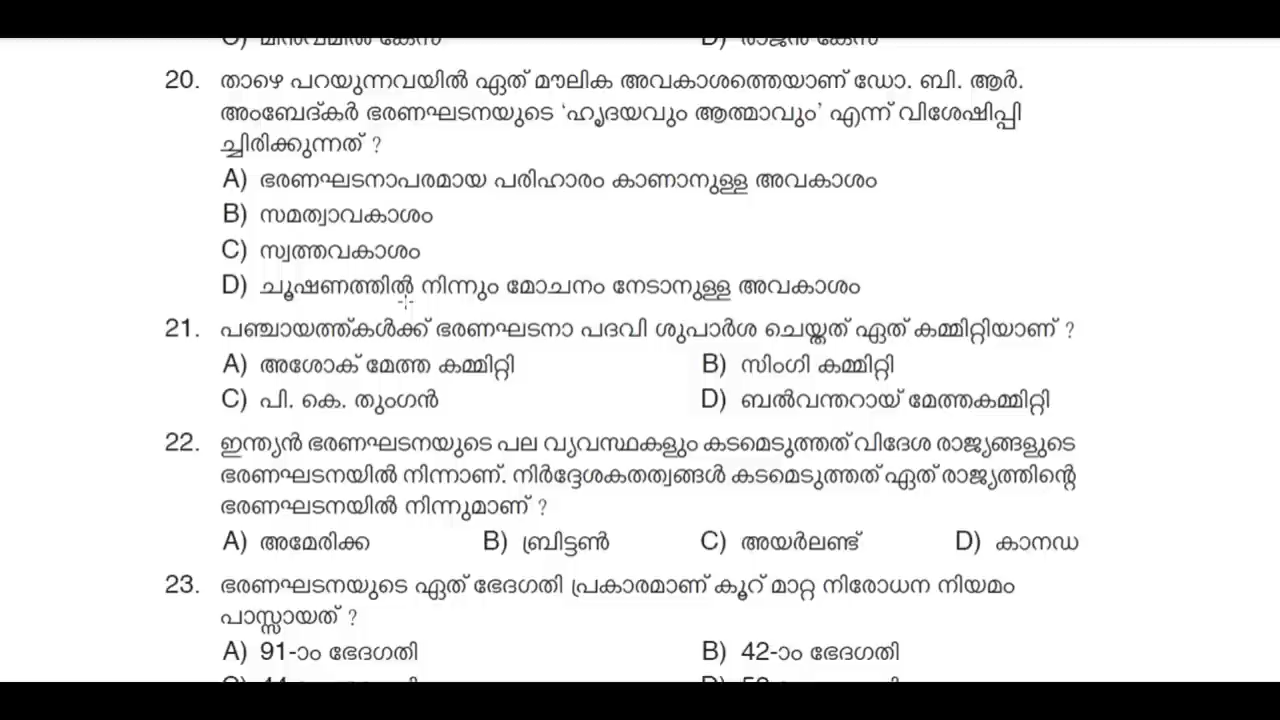 20. താഴെ പറയുന്നവയിൽ ഏത് മൗലിക അവകാശത്തെയാണ് ഡോ. ബി. ആർ.
അംബേദ്കർ ഭരണഘടനയുടെ ‘ഹൃദയവും ആത്മാവും’ എന്ന് വിശേഷിപ്പി
ച്ചിരിക്കുന്നത് ?
A) ഭരണഘടനാപരമായ പരിഹാരം കാണാനുള്ള അവകാശം
B) സമത്വാവകാശം
C) സ്വത്തവകാശം
D) ചൂഷണത്തിൽ നിന്നും മോചനം നേടാനുള്ള അവകാശം
21. പഞ്ചായത്ത്കൾക്ക് ഭരണഘടനാ പദവി ശുപാർശ ചെയ്തത് ഏത് കമ്മിറ്റിയാണ് ?
A) അശോക് മേത്ത കമ്മിറ്റി B) സിംഗി കമ്മിറ്റി
C) പി. കെ. തുംഗൻ D) ബൽവന്തറായ് മേത്തകമ്മിറ്റി
22. ഇന്ത്യൻ ഭരണഘടനയുടെ പല വ്യവസ്ഥകളും കടമെടുത്തത് വിദേശ രാജ്യങ്ങളുടെ
ഭരണഘടനയിൽ നിന്നാണ്. നിർദ്ദേശകതത്വങ്ങൾ കടമെടുത്തത് ഏത് രാജ്യത്തിന്റെ
ഭരണഘടനയിൽ നിന്നുമാണ് ?
A) അമേരിക്ക B) ബ്രിട്ടൺ C) അയർലണ്ട് D) കാനഡ
23. ഭരണഘടനയുടെ ഏത് ഭേദഗതി പ്രകാരമാണ് കൂറ് മാറ്റ നിരോധന നിയമം
പാസ്സായത് ?
A) 91-ാം ഭേദഗതി B) 42-ാം ഭേദഗതി